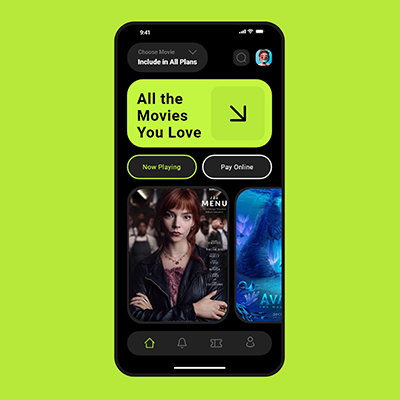 9:41
Choose Movie
Include in All Plans
All the
Movies
You Love
Now Playing
Pay Online
THE
MENU
AVA